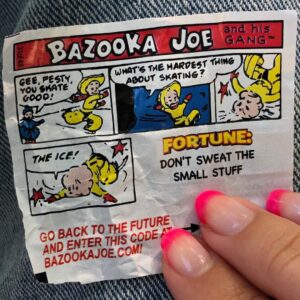 BAZOOKA JOE and his
GANG™
GEE, PESTY,
YOU SKATE
GOOD!
WHAT'S THE HARDEST THING
ABOUT SKATING?
THE ICE!
FORTUNE:
DON'T SWEAT THE
SMALL STUFF
GO BACK TO THE FUTURE
AND ENTER THIS CODE AT
BAZOOKAJOE.COM!